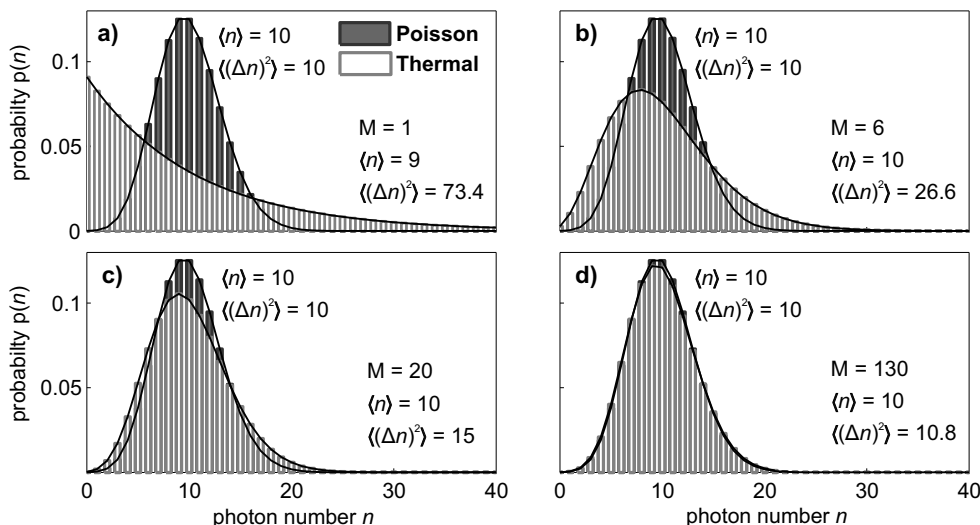 a)
⟨n⟩ = 10
⟨(Δn)²⟩ = 10
Poisson
Thermal
M = 1
⟨n⟩ = 9
⟨(Δn)²⟩ = 73.4
probabilty p(n)
0.1
0.05
0
b)
⟨n⟩ = 10
⟨(Δn)²⟩ = 10
M = 6
⟨n⟩ = 10
⟨(Δn)²⟩ = 26.6
c)
⟨n⟩ = 10
⟨(Δn)²⟩ = 10
M = 20
⟨n⟩ = 10
⟨(Δn)²⟩ = 15
probabilty p(n)
0.1
0.05
0 10 20 30 40
photon number n
d)
⟨n⟩ = 10
⟨(Δn)²⟩ = 10
M = 130
⟨n⟩ = 10
⟨(Δn)²⟩ = 10.8
0 10 20 30 40
photon number n